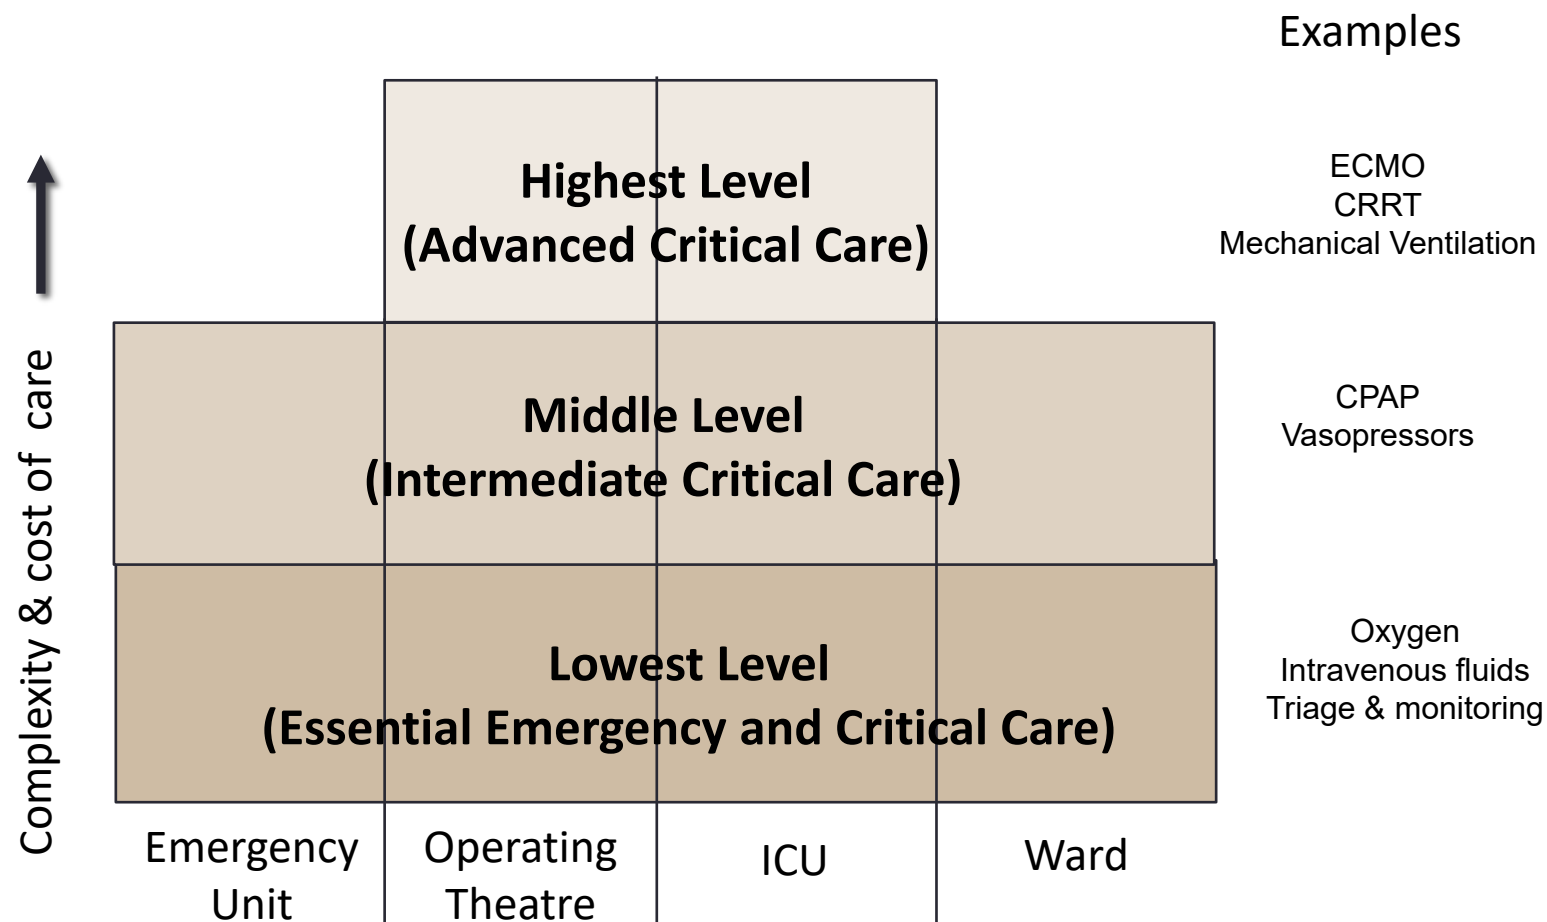 Examples
Highest Level
(Advanced Critical Care)
ECMO
CRRT
Mechanical Ventilation
Middle Level
(Intermediate Critical Care)
CPAP
Vasopressors
Lowest Level
(Essential Emergency and Critical Care)
Oxygen
Intravenous fluids
Triage & monitoring
Complexity & cost of care
Emergency
Unit
Operating
Theatre
ICU
Ward